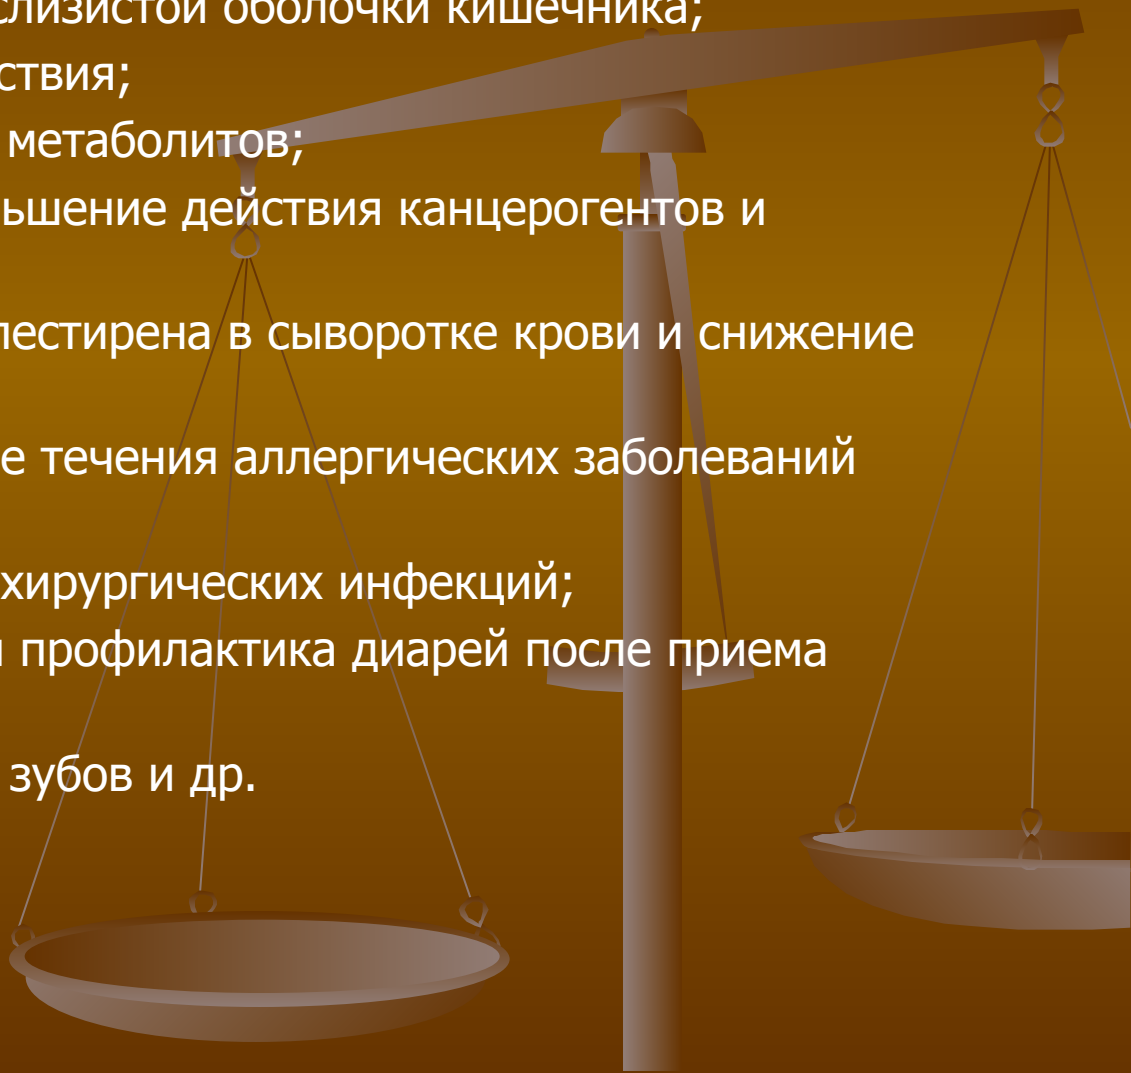 слизистой оболочки кишечника;
ствия;
метаболитов;
ьшение действия канцерогентов и
лестирена в сыворотке крови и снижение
е течения аллергических заболеваний
хирургических инфекций;
и профилактика диарей после приема
зубов и др.